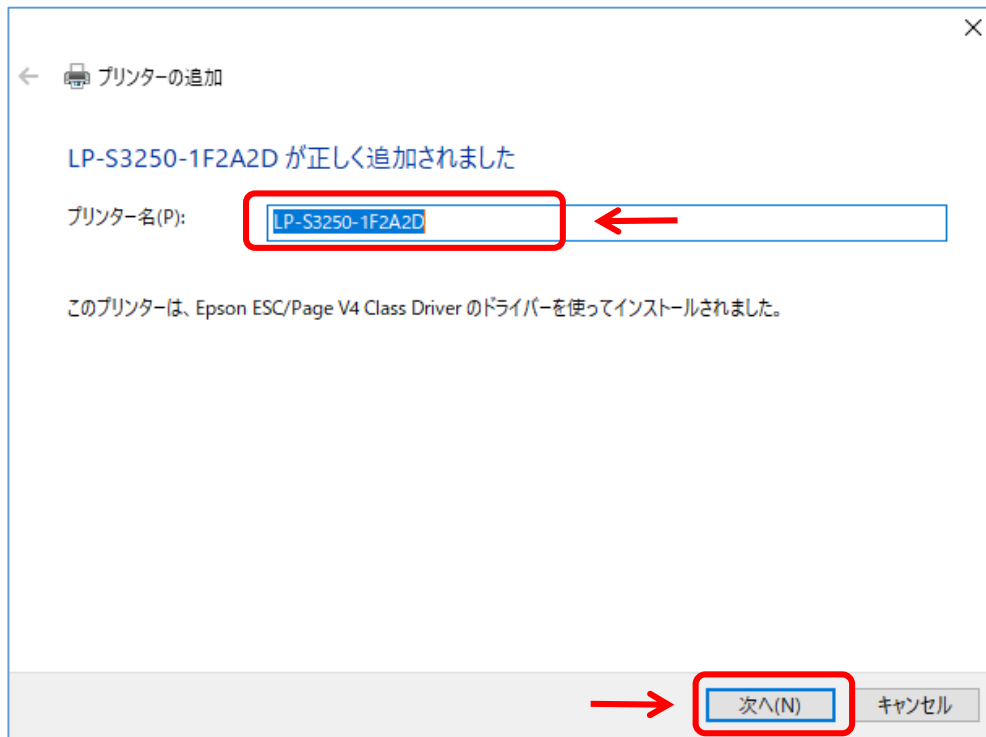 プリンターの追加
LP-S3250-1F2A2D が正しく追加されました
プリンター名(P): LP-S3250-1F2A2D
このプリンターは、Epson ESC/Page V4 Class Driver のドライバーを使ってインストールされました。
次へ(N) キャンセル